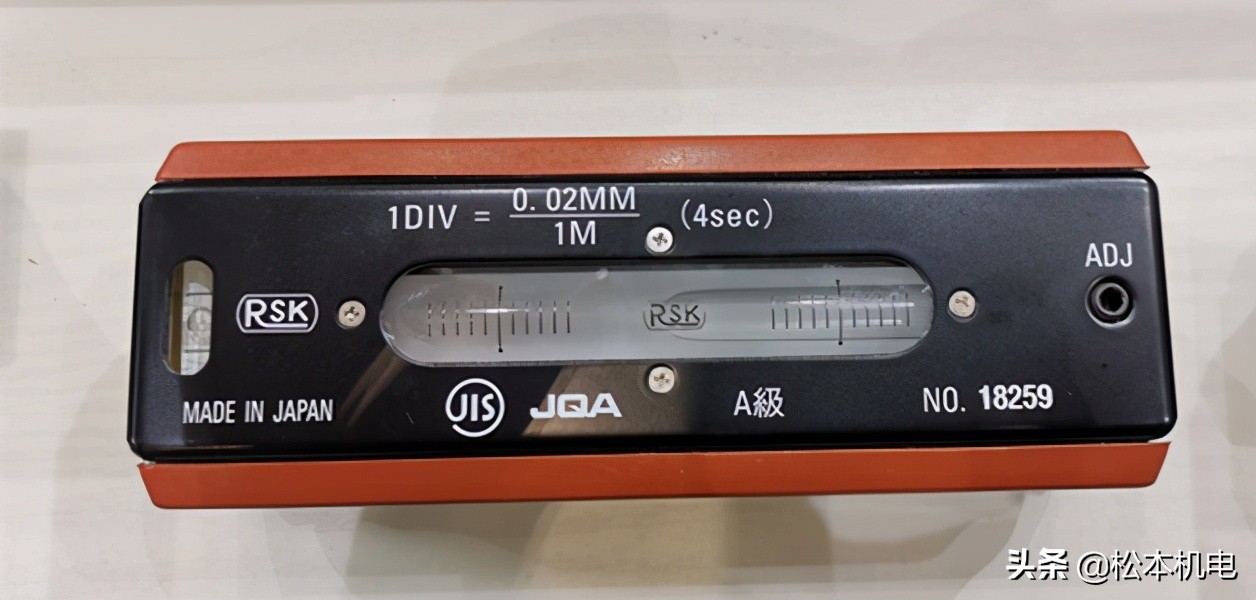 1DIV = 0.02MM/1M (4sec)
ADJ
RSK
RSK
MADE IN JAPAN
JIS
JQA
A級
NO. 18259
头条 @松本机电